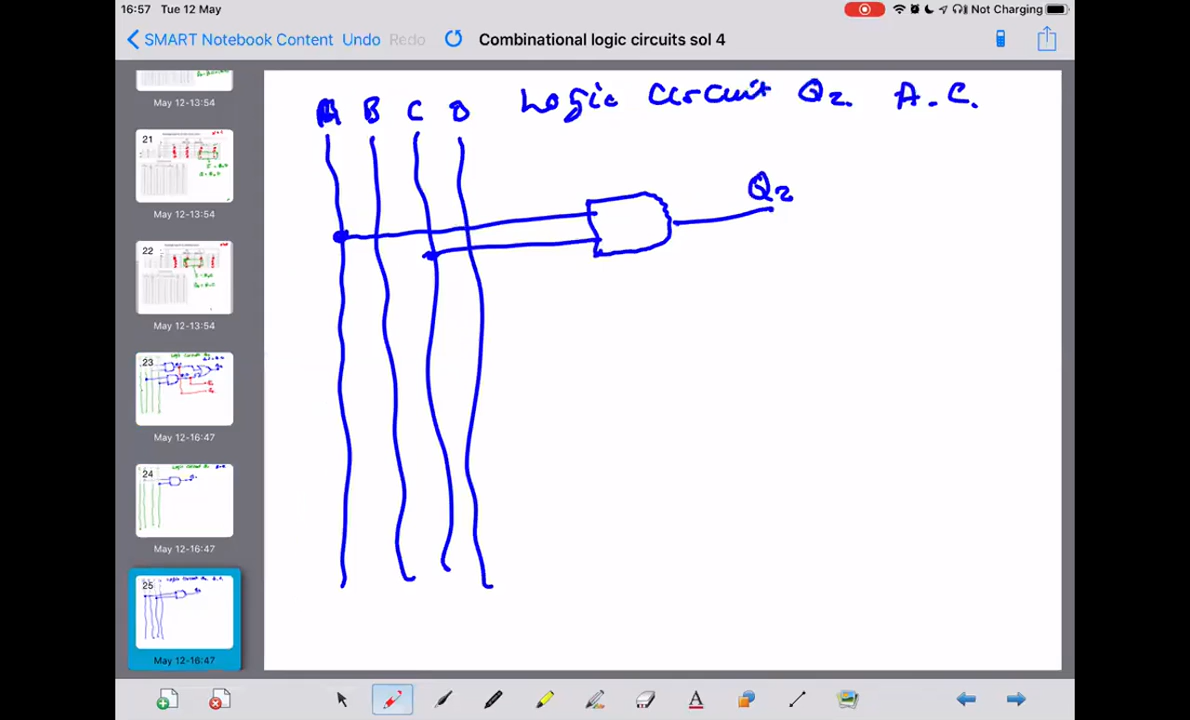 16:57 Tue 12 May
Not Charging
SMART Notebook Content Undo Redo Combinational logic circuits sol 4
May 12-13:54
21
May 12-13:54
22
May 12-13:54
23
May 12-16:47
24
May 12-16:47
25
May 12-16:47
A B C D Logic Circuit Q2. A.C.
Q2
A